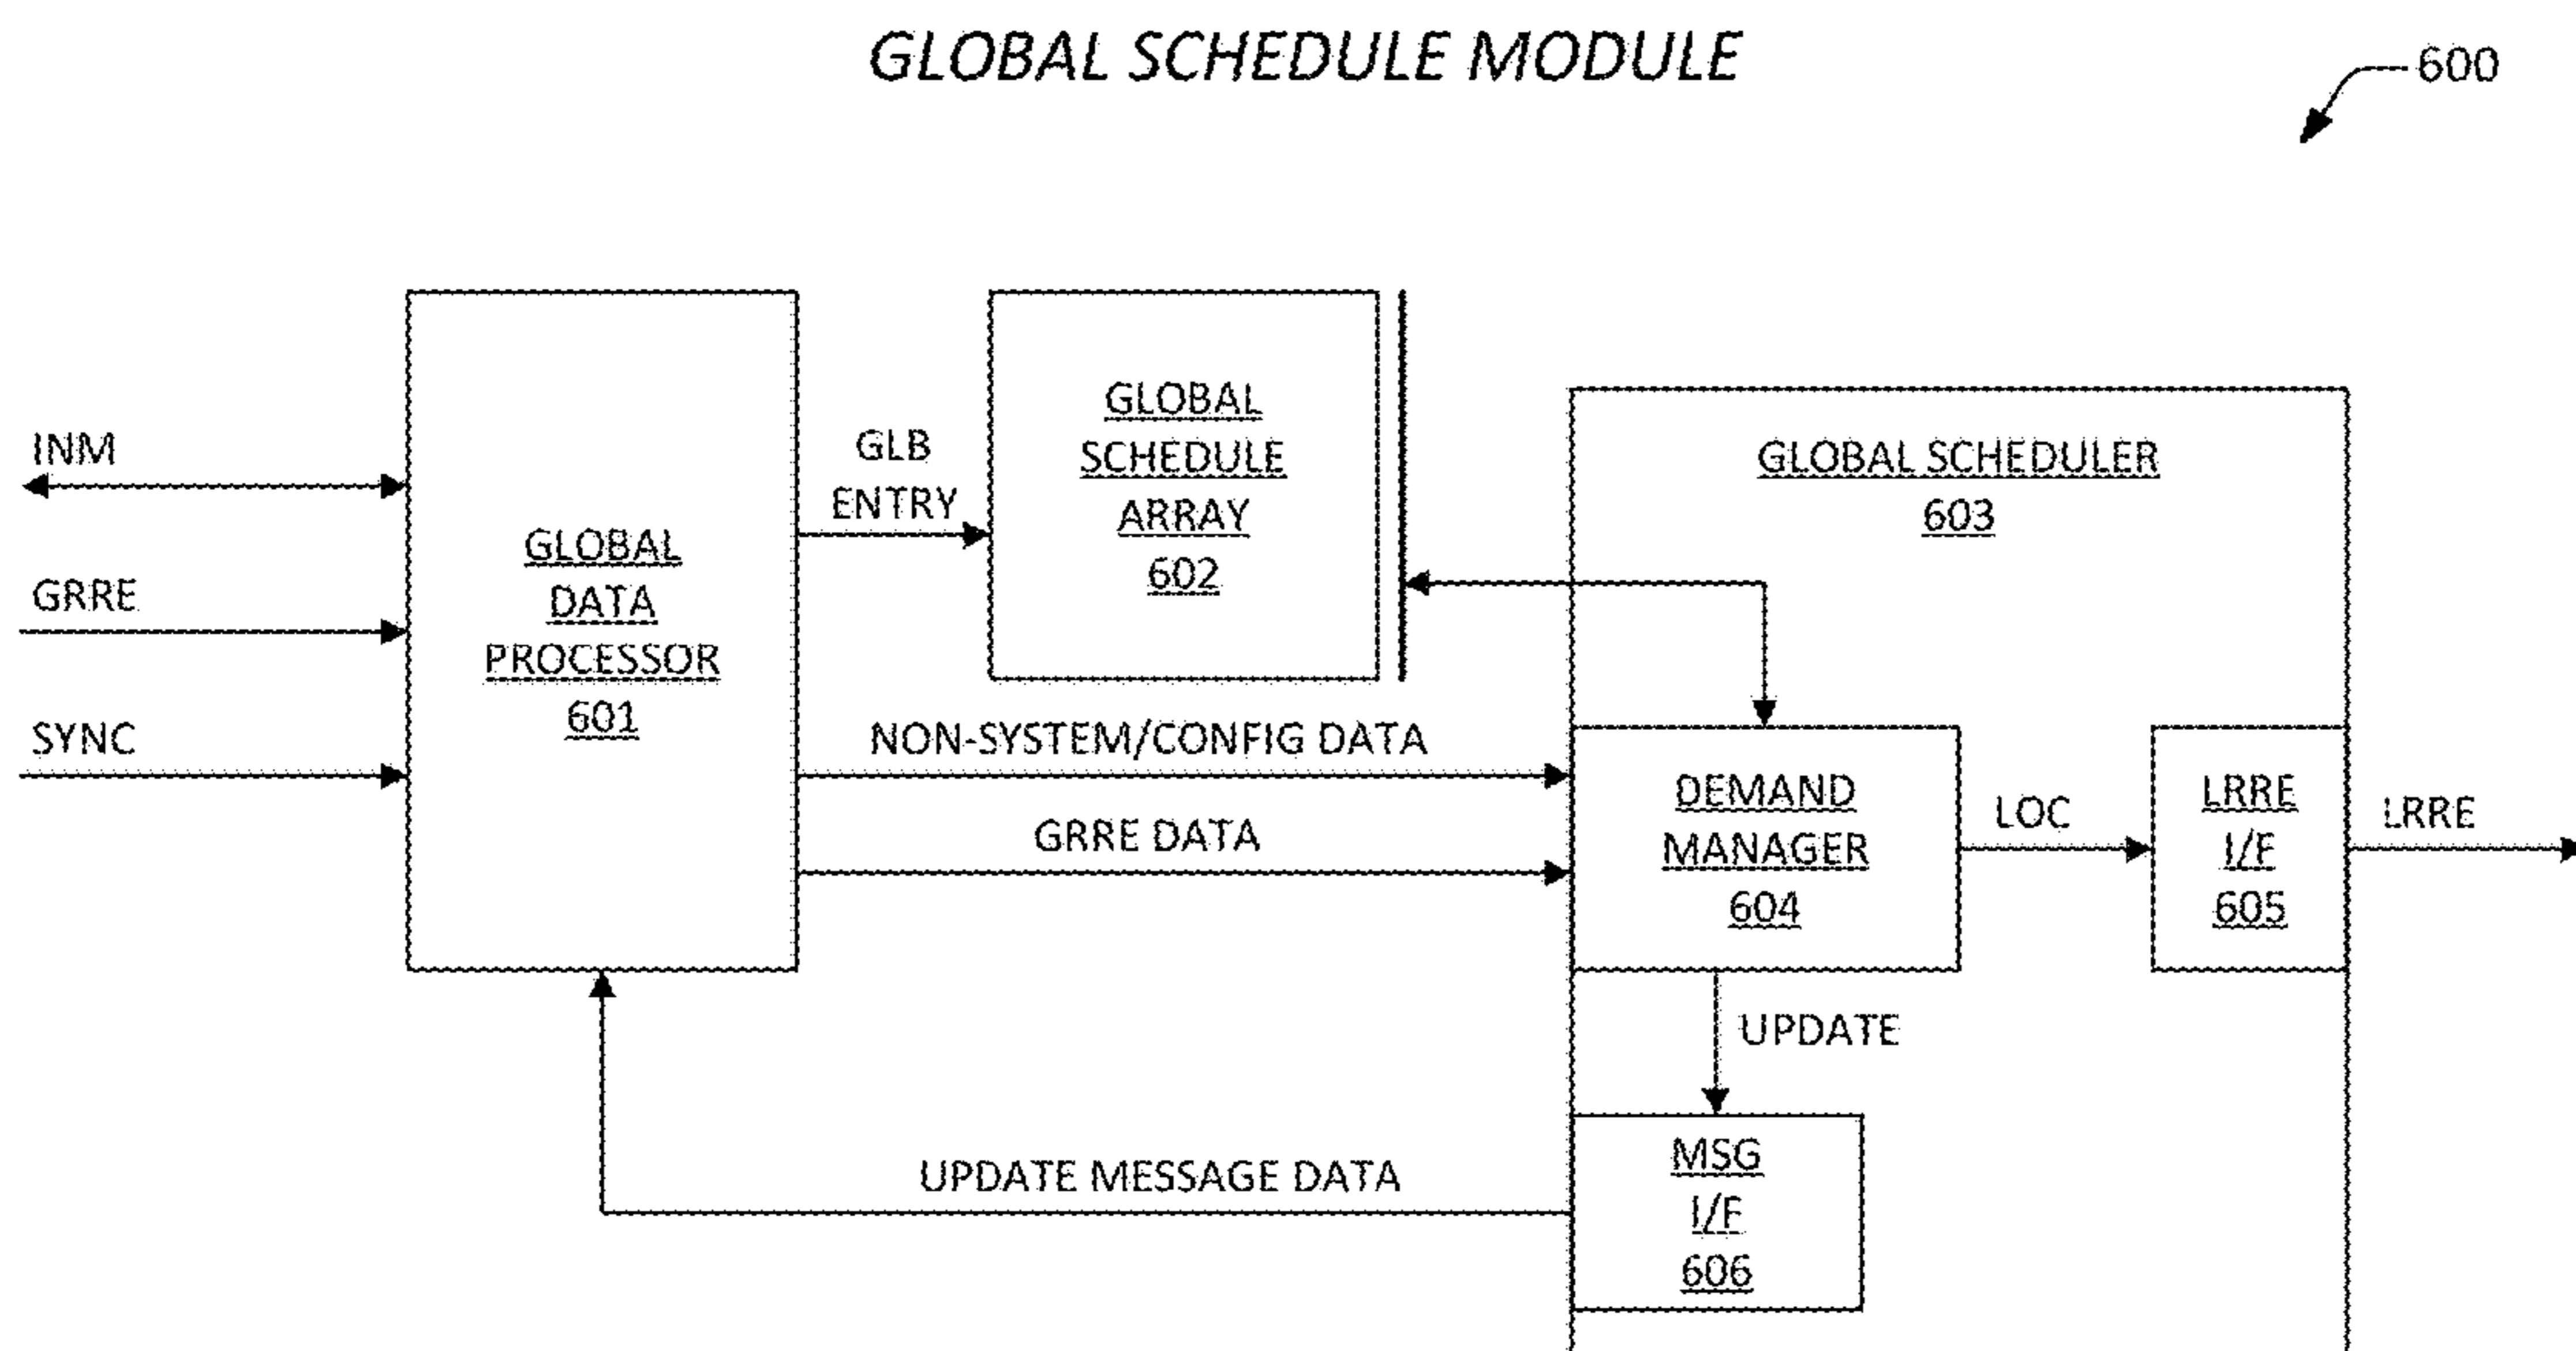 GLOBAL SCHEDULE MODULE
600
INM
GRRE
SYNC
GLOBAL
DATA
PROCESSOR
601
GLB
ENTRY
GLOBAL
SCHEDULE
ARRAY
602
GLOBAL SCHEDULER
603
NON-SYSTEM/CONFIG DATA
GRRE DATA
DEMAND
MANAGER
604
LOC
LRRE
I/F
605
LRRE
UPDATE
UPDATE MESSAGE DATA
MSG
I/F
606